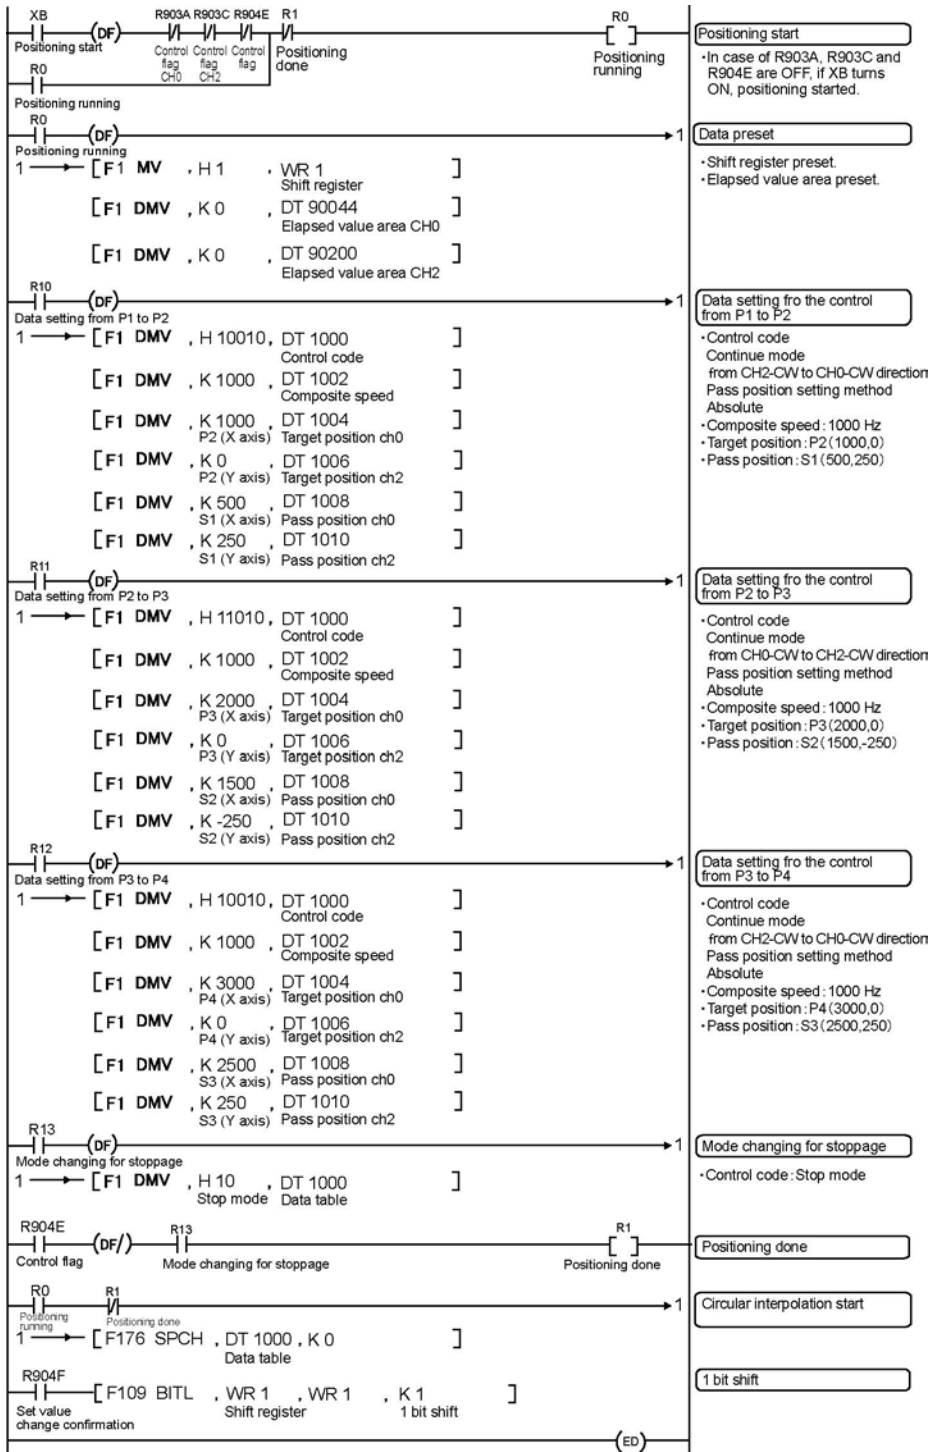 XB R903A R903C R904E R1 R0
(DF)
Positioning start
Control flag CH0
Control flag CH2
Control flag
Positioning done
Positioning running
R0
Positioning running
Positioning start
・In case of R903A, R903C and
R904E are OFF, if XB turns
ON, positioning started.
R0
(DF) 1
Positioning running
1 [F1 MV , H 1 , WR 1 ]
Shift register
[F1 DMV , K 0 , DT 90044 ]
Elapsed value area CH0
[F1 DMV , K 0 , DT 90200 ]
Elapsed value area CH2
Data preset
・Shift register preset.
・Elapsed value area preset.
R10
(DF) 1
Data setting from P1 to P2
1 [F1 DMV , H 10010, DT 1000 ]
Control code
[F1 DMV , K 1000 , DT 1002 ]
Composite speed
[F1 DMV , K 1000 , DT 1004 ]
P2 (X axis) Target position ch0
[F1 DMV , K 0 , DT 1006 ]
P2 (Y axis) Target position ch2
[F1 DMV , K 500 , DT 1008 ]
S1 (X axis) Pass position ch0
[F1 DMV , K 250 , DT 1010 ]
S1 (Y axis) Pass position ch2
Data setting fro the control
from P1 to P2
・Control code
Continue mode
from CH2-CW to CH0-CW direction
Pass position setting method
Absolute
・Composite speed : 1000 Hz
・Target position : P2(1000,0)
・Pass position : S1(500,250)
R11
(DF) 1
Data setting from P2 to P3
1 [F1 DMV , H 11010, DT 1000 ]
Control code
[F1 DMV , K 1000 , DT 1002 ]
Composite speed
[F1 DMV , K 2000 , DT 1004 ]
P3 (X axis) Target position ch0
[F1 DMV , K 0 , DT 1006 ]
P3 (Y axis) Target position ch2
[F1 DMV , K 1500 , DT 1008 ]
S2 (X axis) Pass position ch0
[F1 DMV , K -250 , DT 1010 ]
S2 (Y axis) Pass position ch2
Data setting fro the control
from P2 to P3
・Control code
Continue mode
from CH0-CW to CH2-CW direction
Pass position setting method
Absolute
・Composite speed : 1000 Hz
・Target position : P3(2000,0)
・Pass position : S2(1500,-250)
R12
(DF) 1
Data setting from P3 to P4
1 [F1 DMV , H 10010, DT 1000 ]
Control code
[F1 DMV , K 1000 , DT 1002 ]
Composite speed
[F1 DMV , K 3000 , DT 1004 ]
P4 (X axis) Target position ch0
[F1 DMV , K 0 , DT 1006 ]
P4 (Y axis) Target position ch2
[F1 DMV , K 2500 , DT 1008 ]
S3 (X axis) Pass position ch0
[F1 DMV , K 250 , DT 1010 ]
S3 (Y axis) Pass position ch2
Data setting fro the control
from P3 to P4
・Control code
Continue mode
from CH2-CW to CH0-CW direction
Pass position setting method
Absolute
・Composite speed : 1000 Hz
・Target position : P4(3000,0)
・Pass position : S3(2500,250)
R13
(DF) 1
Mode changing for stoppage
1 [F1 DMV , H 10 , DT 1000 ]
Stop mode Data table
Mode changing for stoppage
・Control code : Stop mode
R904E R13 R1
(DF/)
Control flag Mode changing for stoppage Positioning done
Positioning done
R0 R1
1
Positioning running
Positioning done
1 [F176 SPCH , DT 1000 , K 0 ]
Data table
Circular interpolation start
R904F
[F109 BITL , WR 1 , WR 1 , K 1 ]
Set value Shift register 1 bit shift
change confirmation
1 bit shift
(ED)